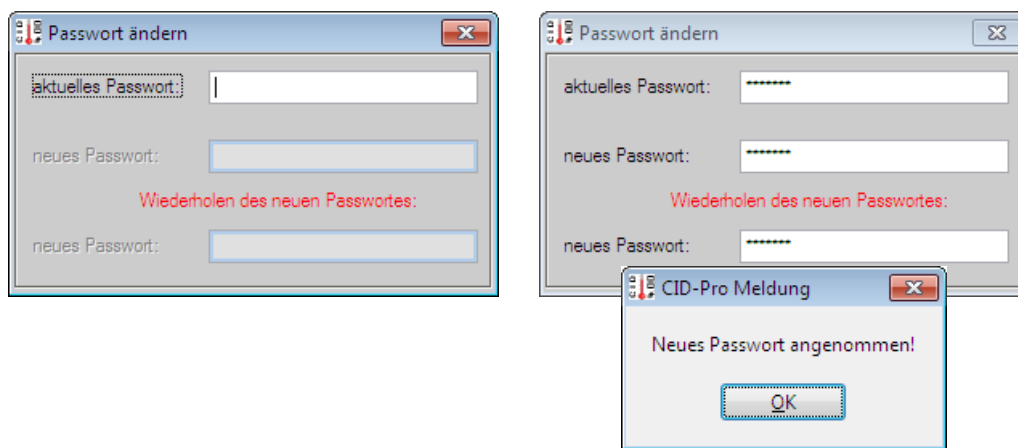 Passwort ändern
aktuelles Passwort:
neues Passwort:
Wiederholen des neuen Passwortes:
neues Passwort:
Passwort ändern
aktuelles Passwort: *******
neues Passwort: *******
Wiederholen des neuen Passwortes:
neues Passwort: *******
CID-Pro Meldung
Neues Passwort angenommen!
OK